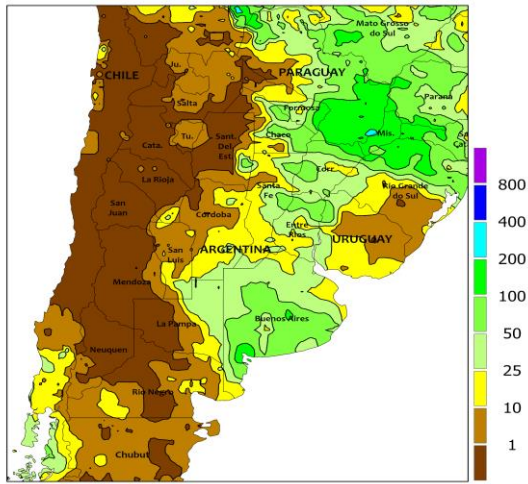 Mato Grosso
do Sul
CHILE
Ju.
PARAGUAY
Salta
Formosa
Parana
Tu.
Sant.
Del
Est.
Chaco
Mis.
Cata.
La Rioja
Corr.
Santa
Fe
Rio Grande
do Sul
San
Juan
Cordoba
Entre
Rios
URUGUAY
San
Luis
ARGENTINA
Mendoza
La Pampa
Buenos Aires
Neuquen
Rio Negro
Chubut
800
400
200
100
50
25
10
1